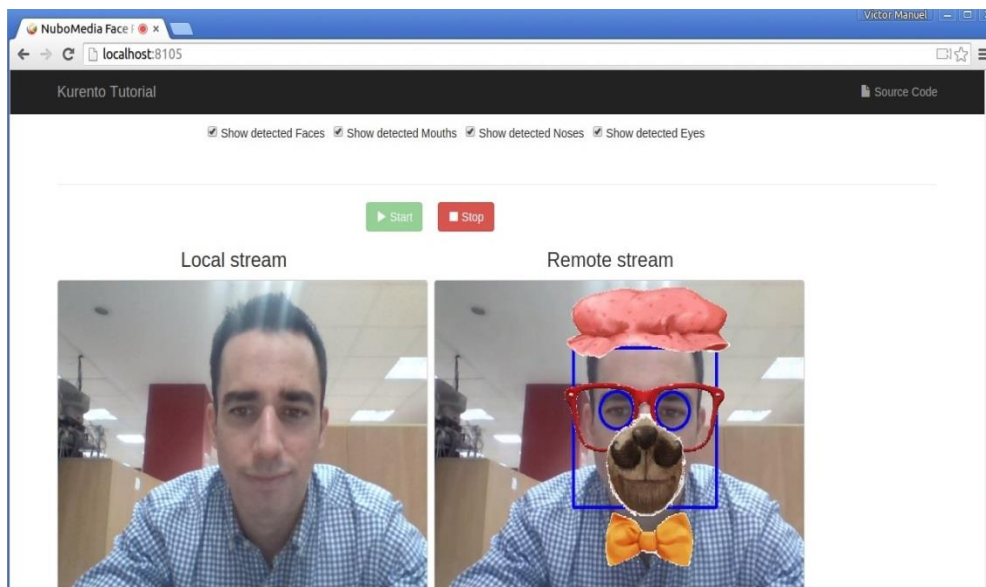 Victor Manuel
NuboMedia Face
localhost:8105
Kurento Tutorial
Source Code
Show detected Faces Show detected Mouths Show detected Noses Show detected Eyes
Start Stop
Local stream Remote stream